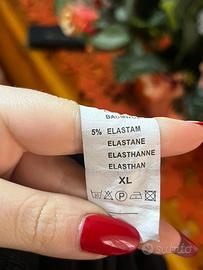 BAUMWOLLE
5% ELASTAM
ELASTANE
ELASTHANNE
ELASTHAN
XL
P
subito